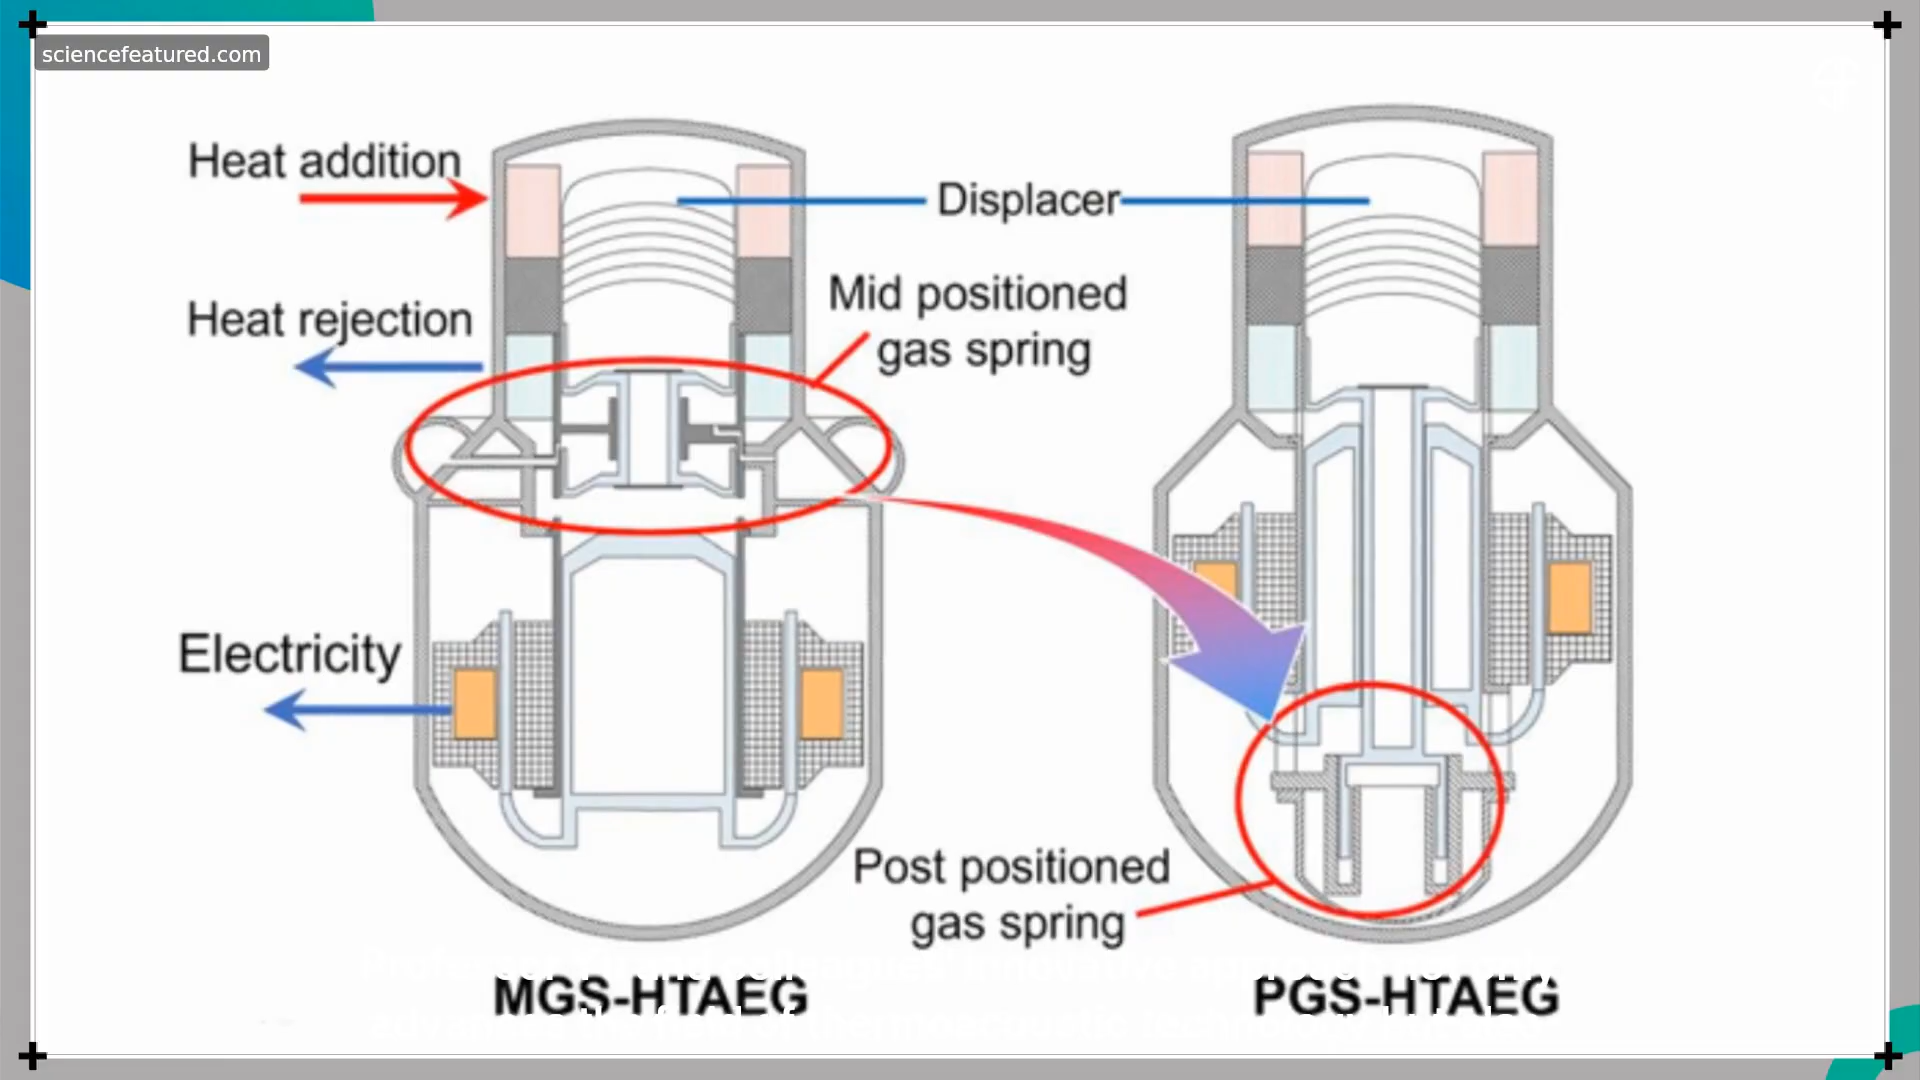 sciencefeatured.com
Heat addition
Displacer
Mid positioned
gas spring
Heat rejection
Electricity
Post positioned
gas spring
MGS-HTAEG
PGS-HTAEG